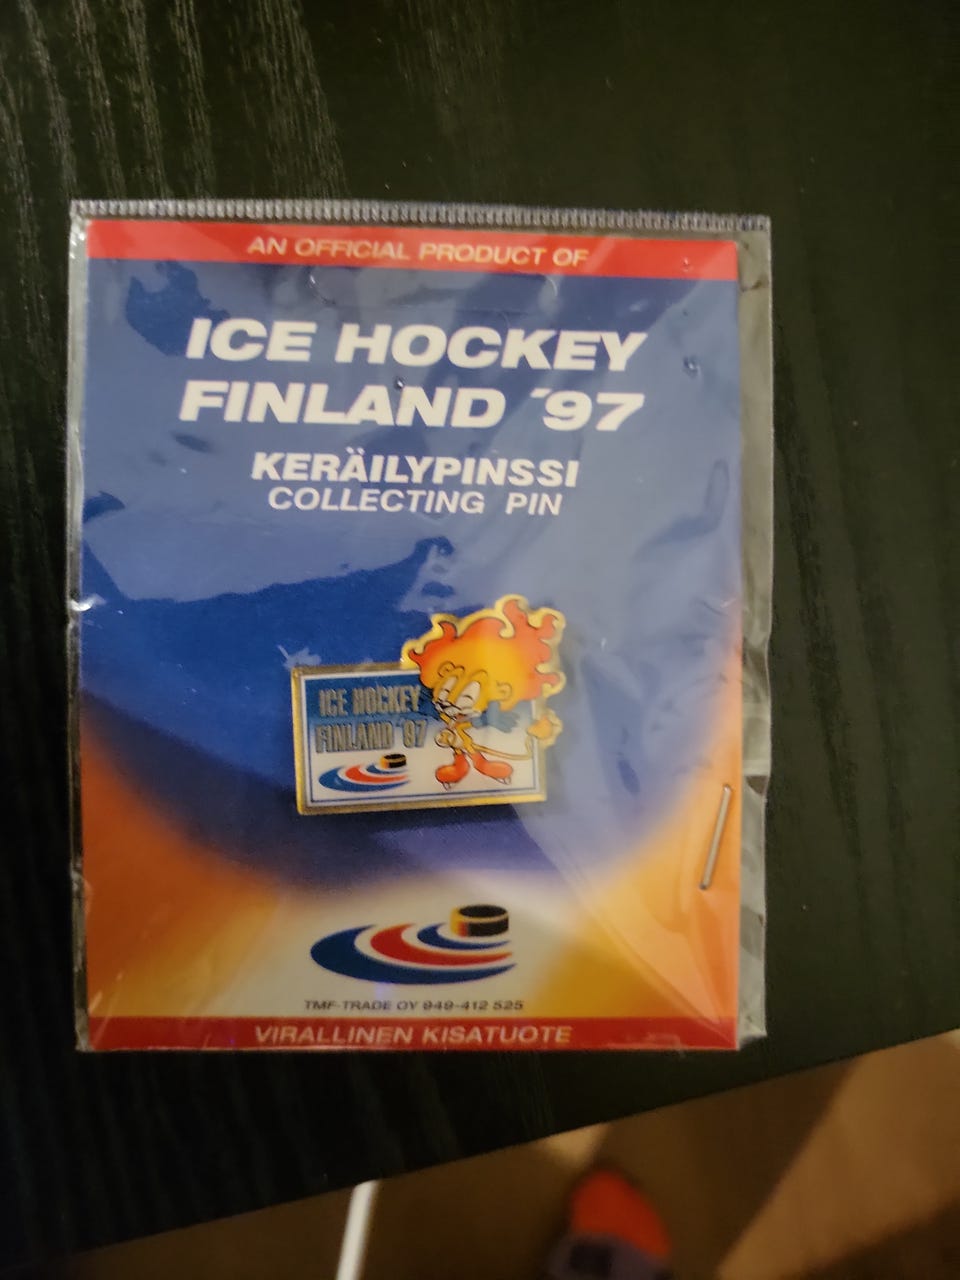 AN OFFICIAL PRODUCT OF
ICE HOCKEY
FINLAND ´97
KERÄILYPINSSI
COLLECTING PIN
ICE HOCKEY
FINLAND ´97
TMF-TRADE OY 949-412 525
VIRALLINEN KISATUOTE